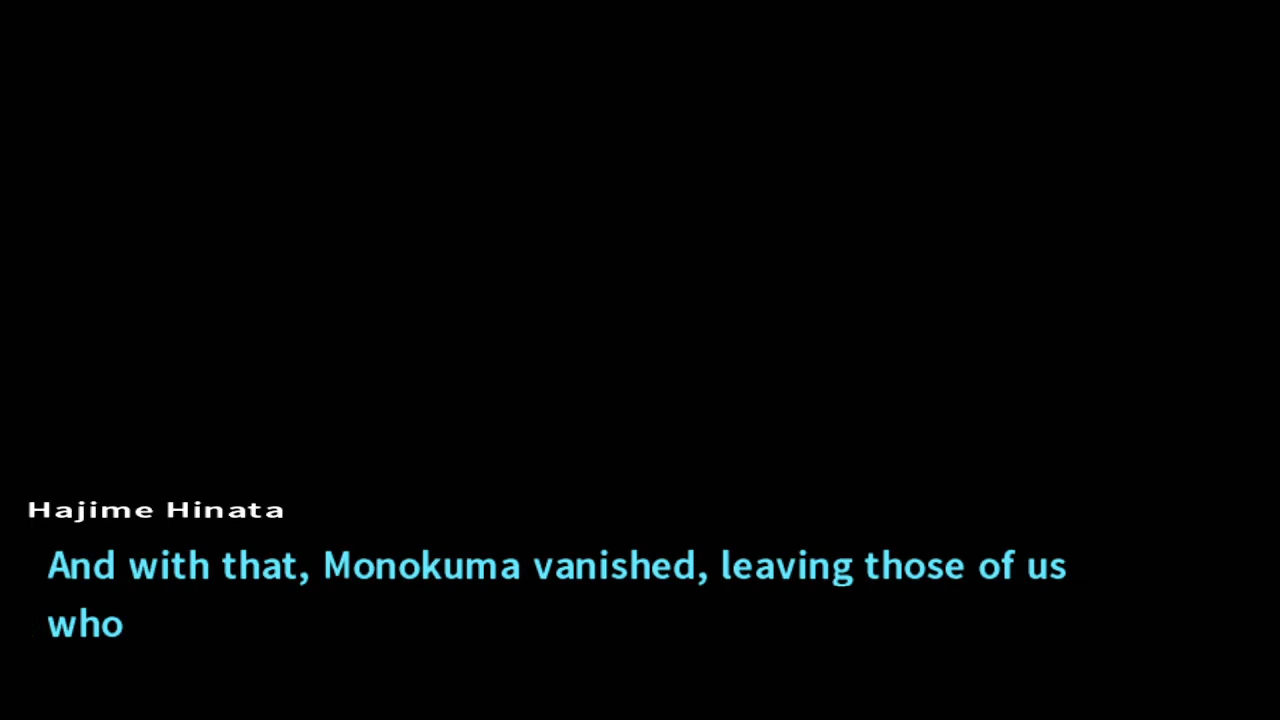 Hajime Hinata
And with that, Monokuma vanished, leaving those of us
who